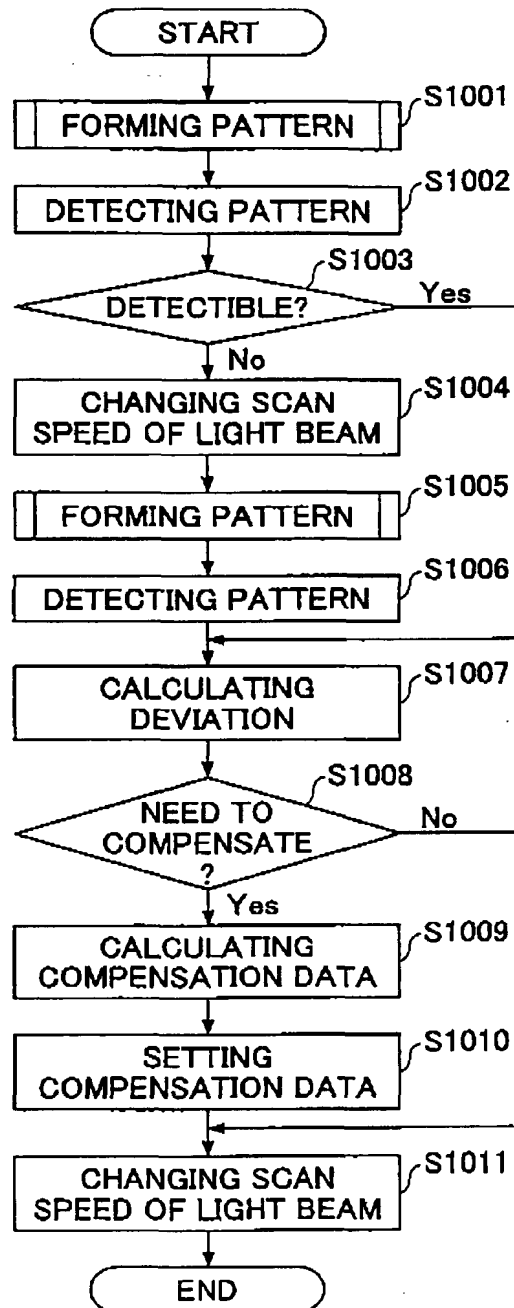 START
S1001
FORMING PATTERN
S1002
DETECTING PATTERN
S1003
DETECTIBLE?
Yes
No
S1004
CHANGING SCAN
SPEED OF LIGHT BEAM
S1005
FORMING PATTERN
S1006
DETECTING PATTERN
S1007
CALCULATING
DEVIATION
S1008
NEED TO
COMPENSATE
?
No
Yes
S1009
CALCULATING
COMPENSATION DATA
S1010
SETTING
COMPENSATION DATA
S1011
CHANGING SCAN
SPEED OF LIGHT BEAM
END